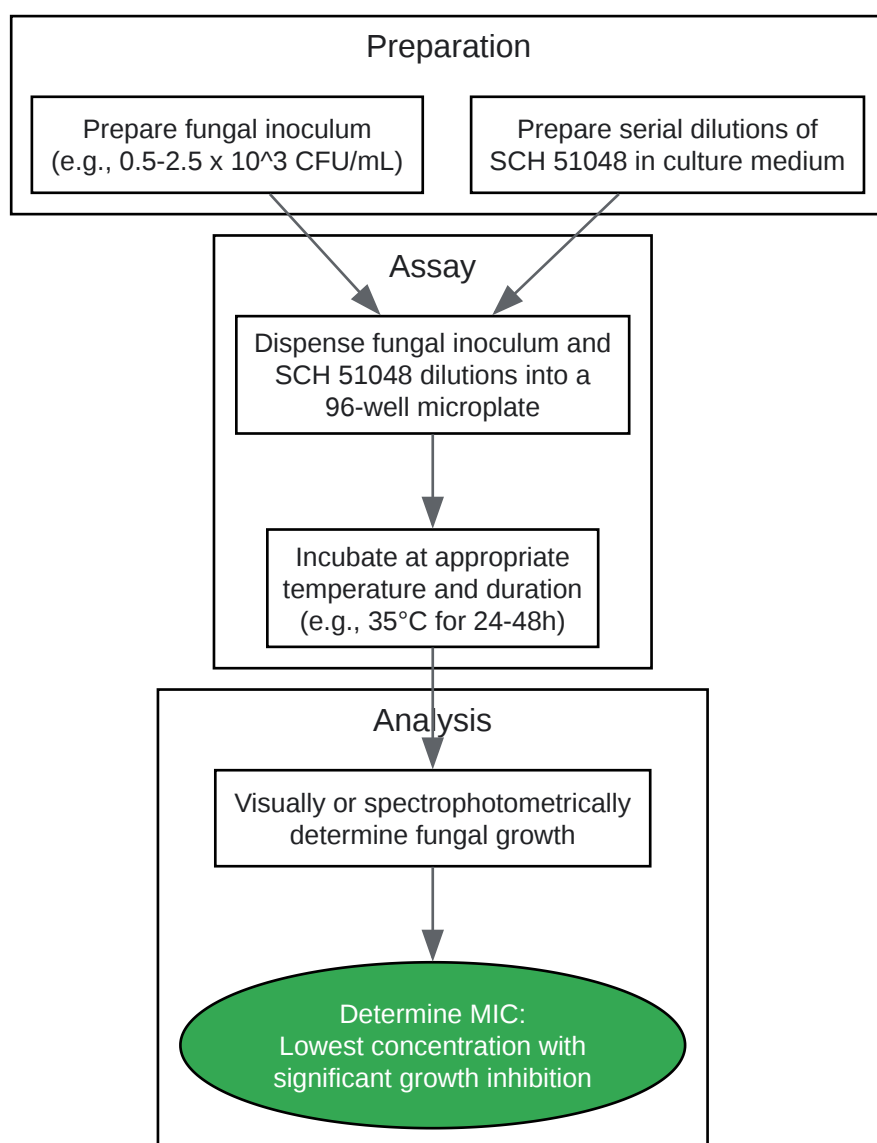 Preparation
Prepare fungal inoculum
(e.g., 0.5-2.5 x 10^3 CFU/mL)
Prepare serial dilutions of
SCH 51048 in culture medium
Assay
Dispense fungal inoculum and
SCH 51048 dilutions into a
96-well microplate
Incubate at appropriate
temperature and duration
(e.g., 35°C for 24-48h)
Analysis
Visually or spectrophotometrically
determine fungal growth
Determine MIC:
Lowest concentration with
significant growth inhibition